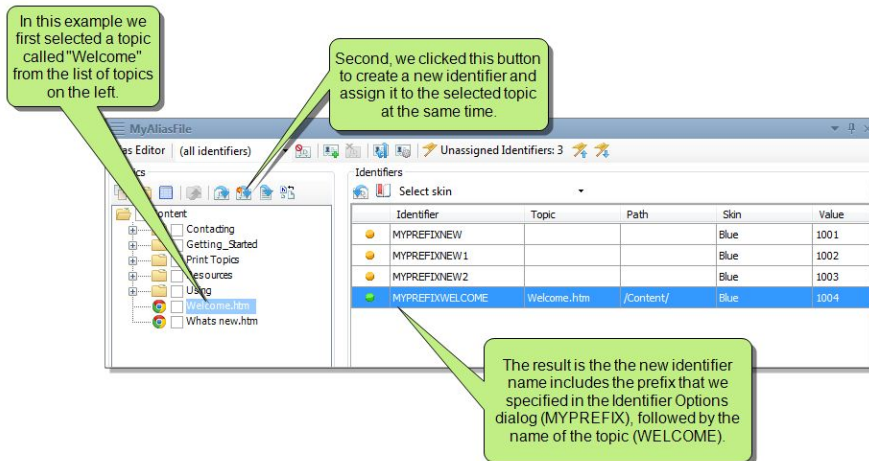 In this example we
first selected a topic
called "Welcome"
from the list of topics
on the left.
Second, we clicked this button
to create a new identifier and
assign it to the selected topic
at the same time.
MyAliasFile
as Editor (all identifiers) Unassigned Identifiers: 3
ics
Identifiers
Select skin
Identifier Topic Path Skin Value
MYPREFIXNEW Blue 1001
MYPREFIXNEW1 Blue 1002
MYPREFIXNEW2 Blue 1003
MYPREFIXWELCOME Welcome.htm /Content/ Blue 1004
ontent
Contacting
Getting_Started
Print Topics
Resources
Using
Welcome.htm
Whats new.htm
The result is the the new identifier
name includes the prefix that we
specified in the Identifier Options
dialog (MYPREFIX), followed by the
name of the topic (WELCOME).